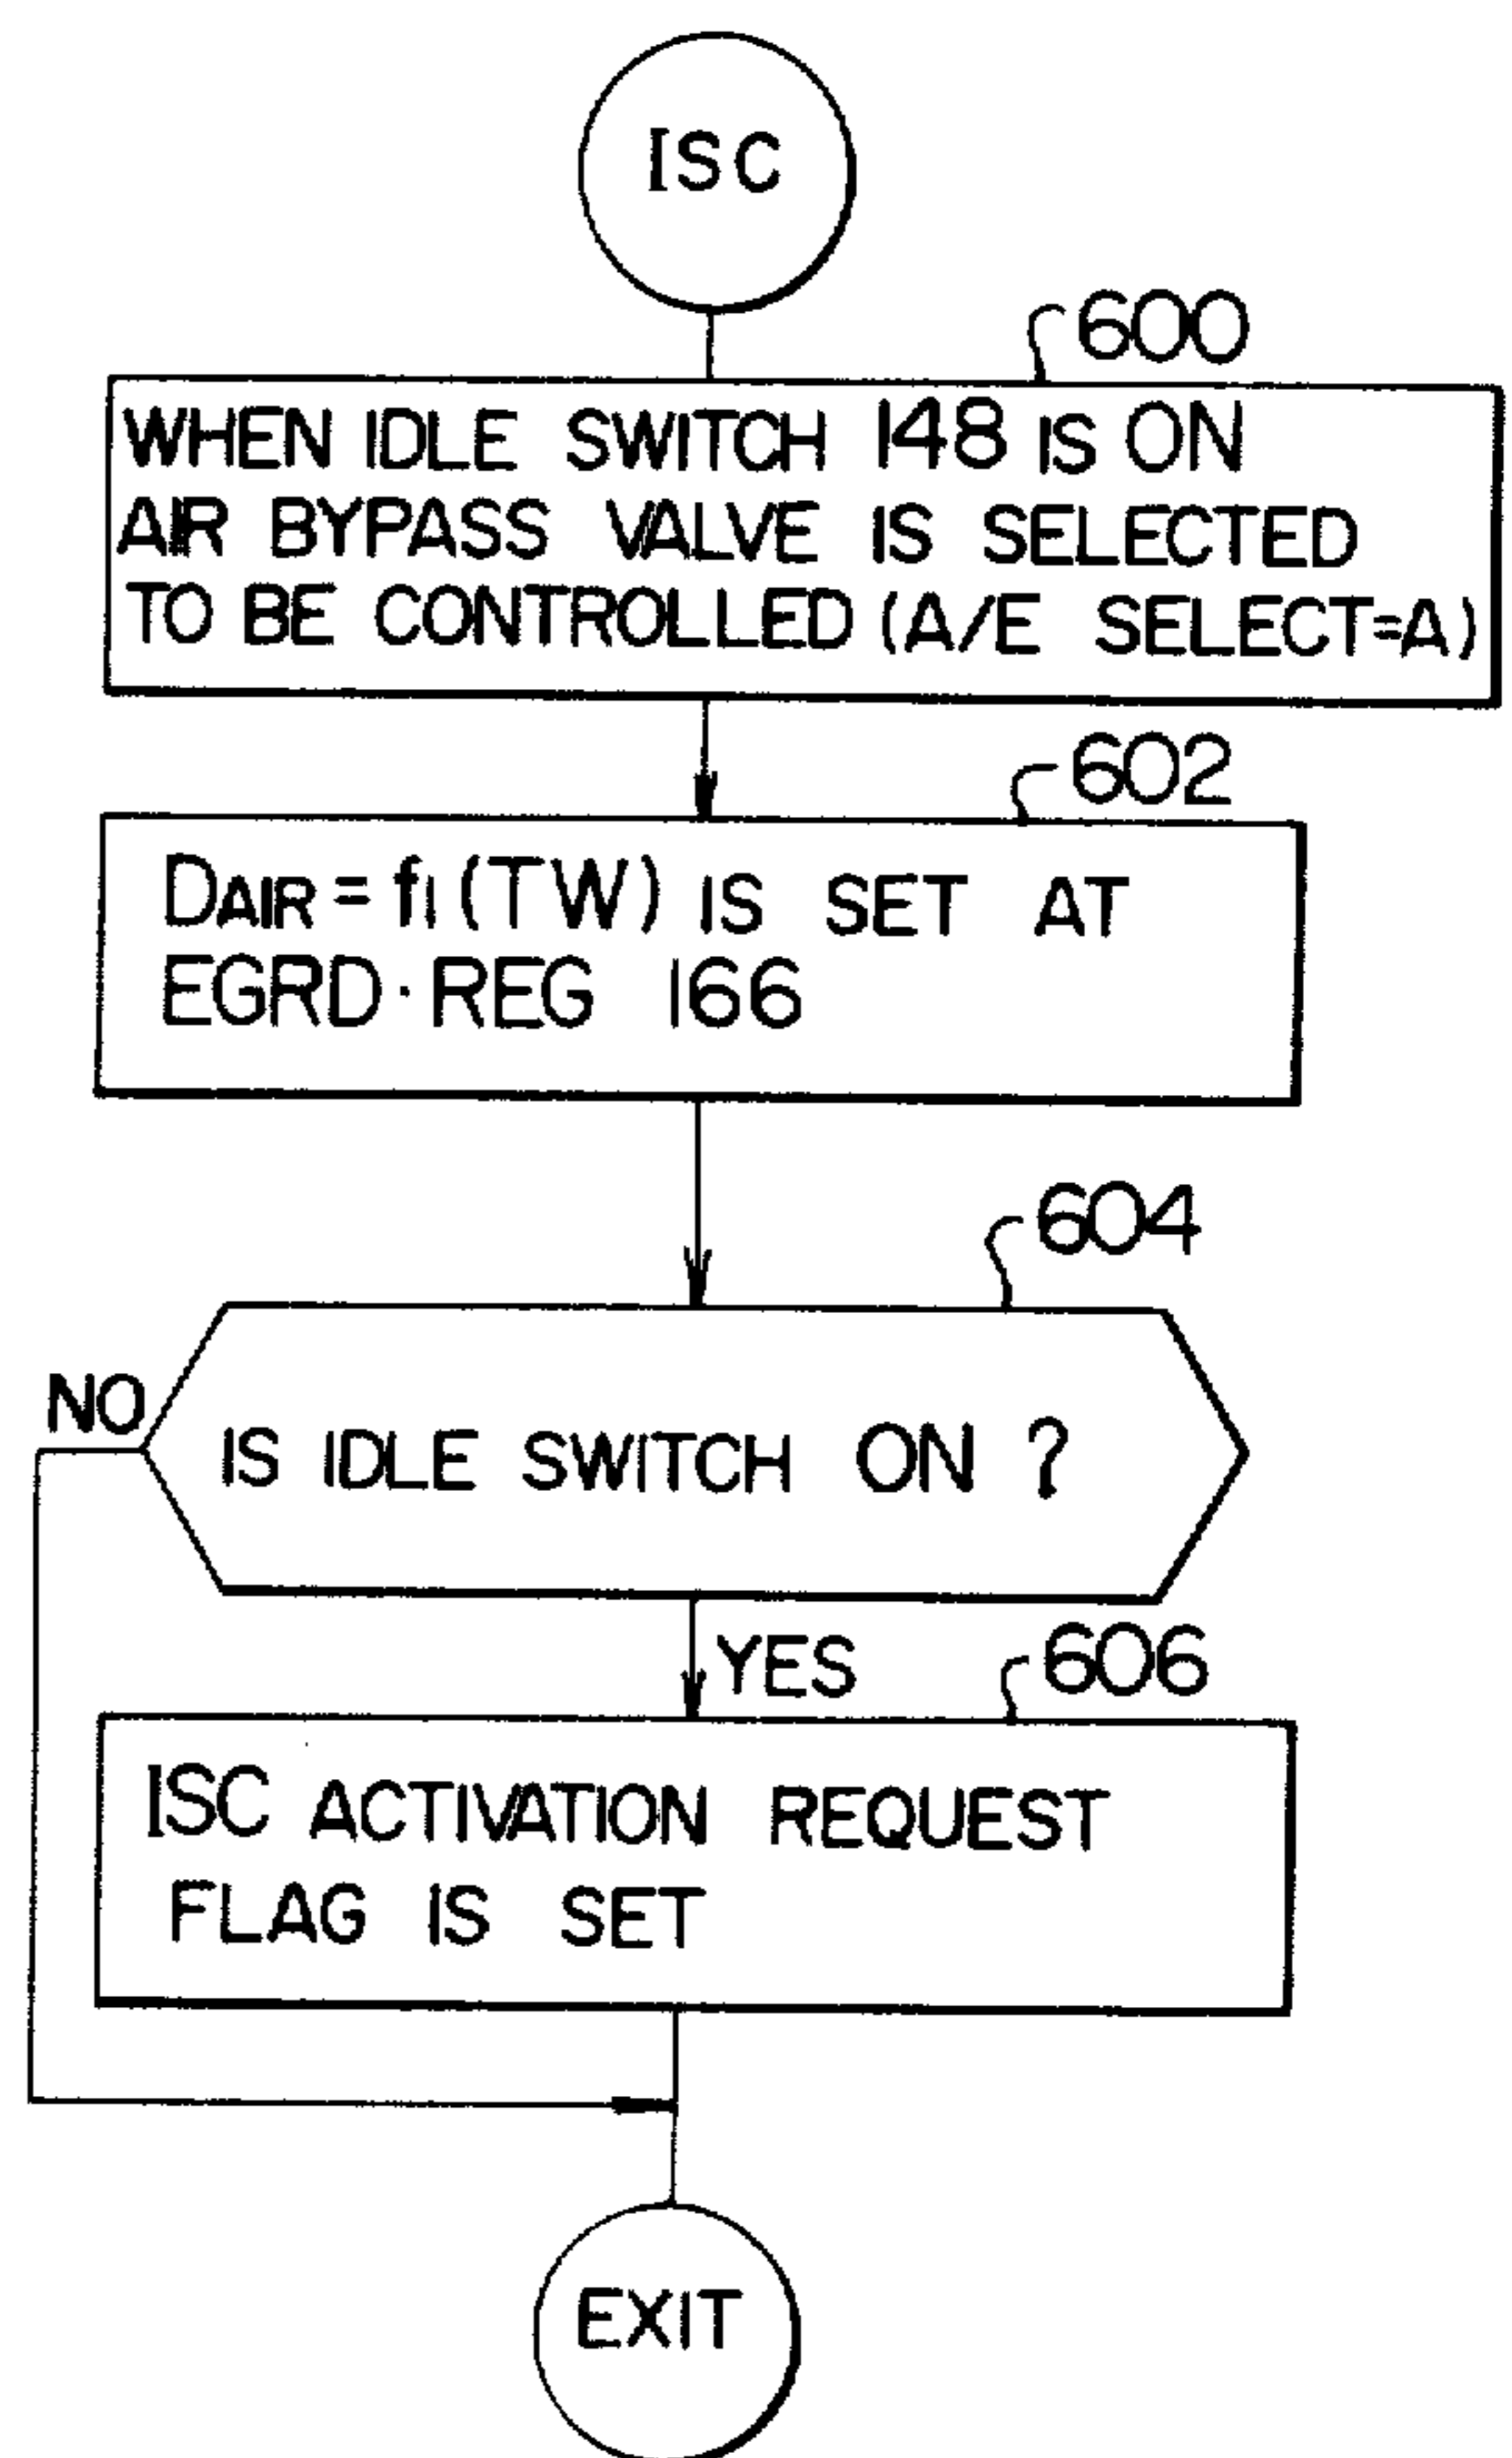 ISC
600
WHEN IDLE SWITCH 148 IS ON
AIR BYPASS VALVE IS SELECTED
TO BE CONTROLLED (A/E SELECT=A)
602
DAIR = f1 (TW) IS SET AT
EGRD · REG 166
604
NO
IS IDLE SWITCH ON ?
YES
606
ISC ACTIVATION REQUEST
FLAG IS SET
EXIT